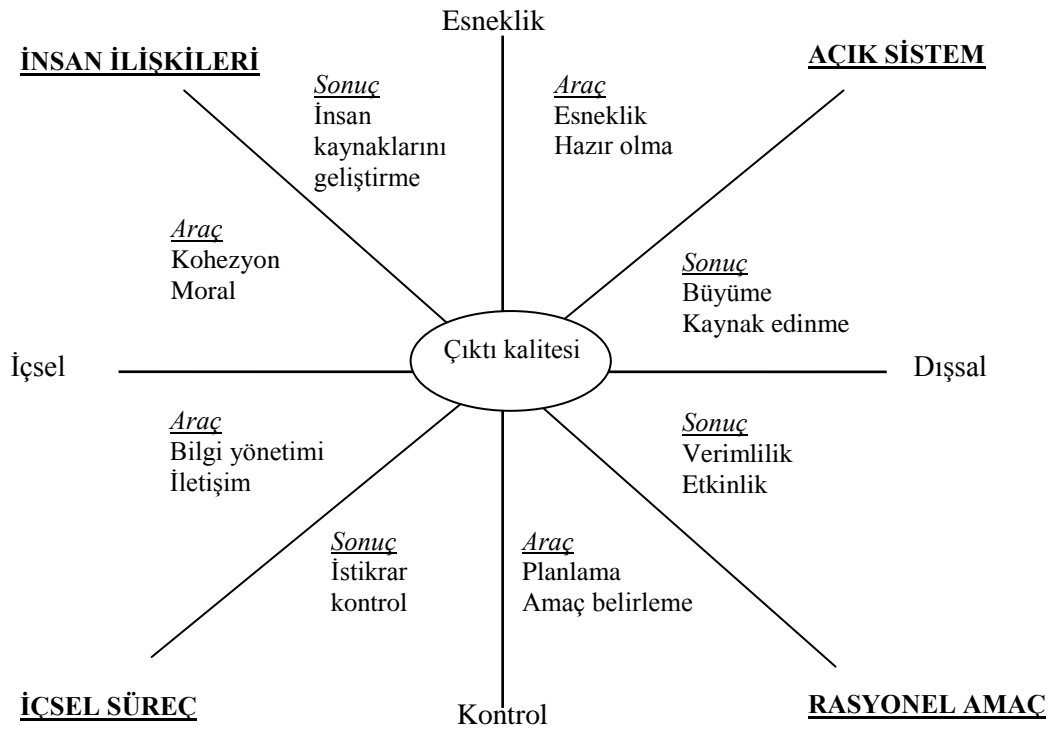 Esneklik
İNSAN İLİŞKİLERİ
AÇIK SİSTEM
Sonuç
İnsan
kaynaklarını
geliştirme
Araç
Esneklik
Hazır olma
Araç
Kohezyon
Moral
Sonuç
Büyüme
Kaynak edinme
Çıktı kalitesi
İçsel
Dışsal
Araç
Bilgi yönetimi
İletişim
Sonuç
Verimlilik
Etkinlik
Sonuç
İstikrar
kontrol
Araç
Planlama
Amaç belirleme
İÇSEL SÜREÇ
Kontrol
RASYONEL AMAÇ